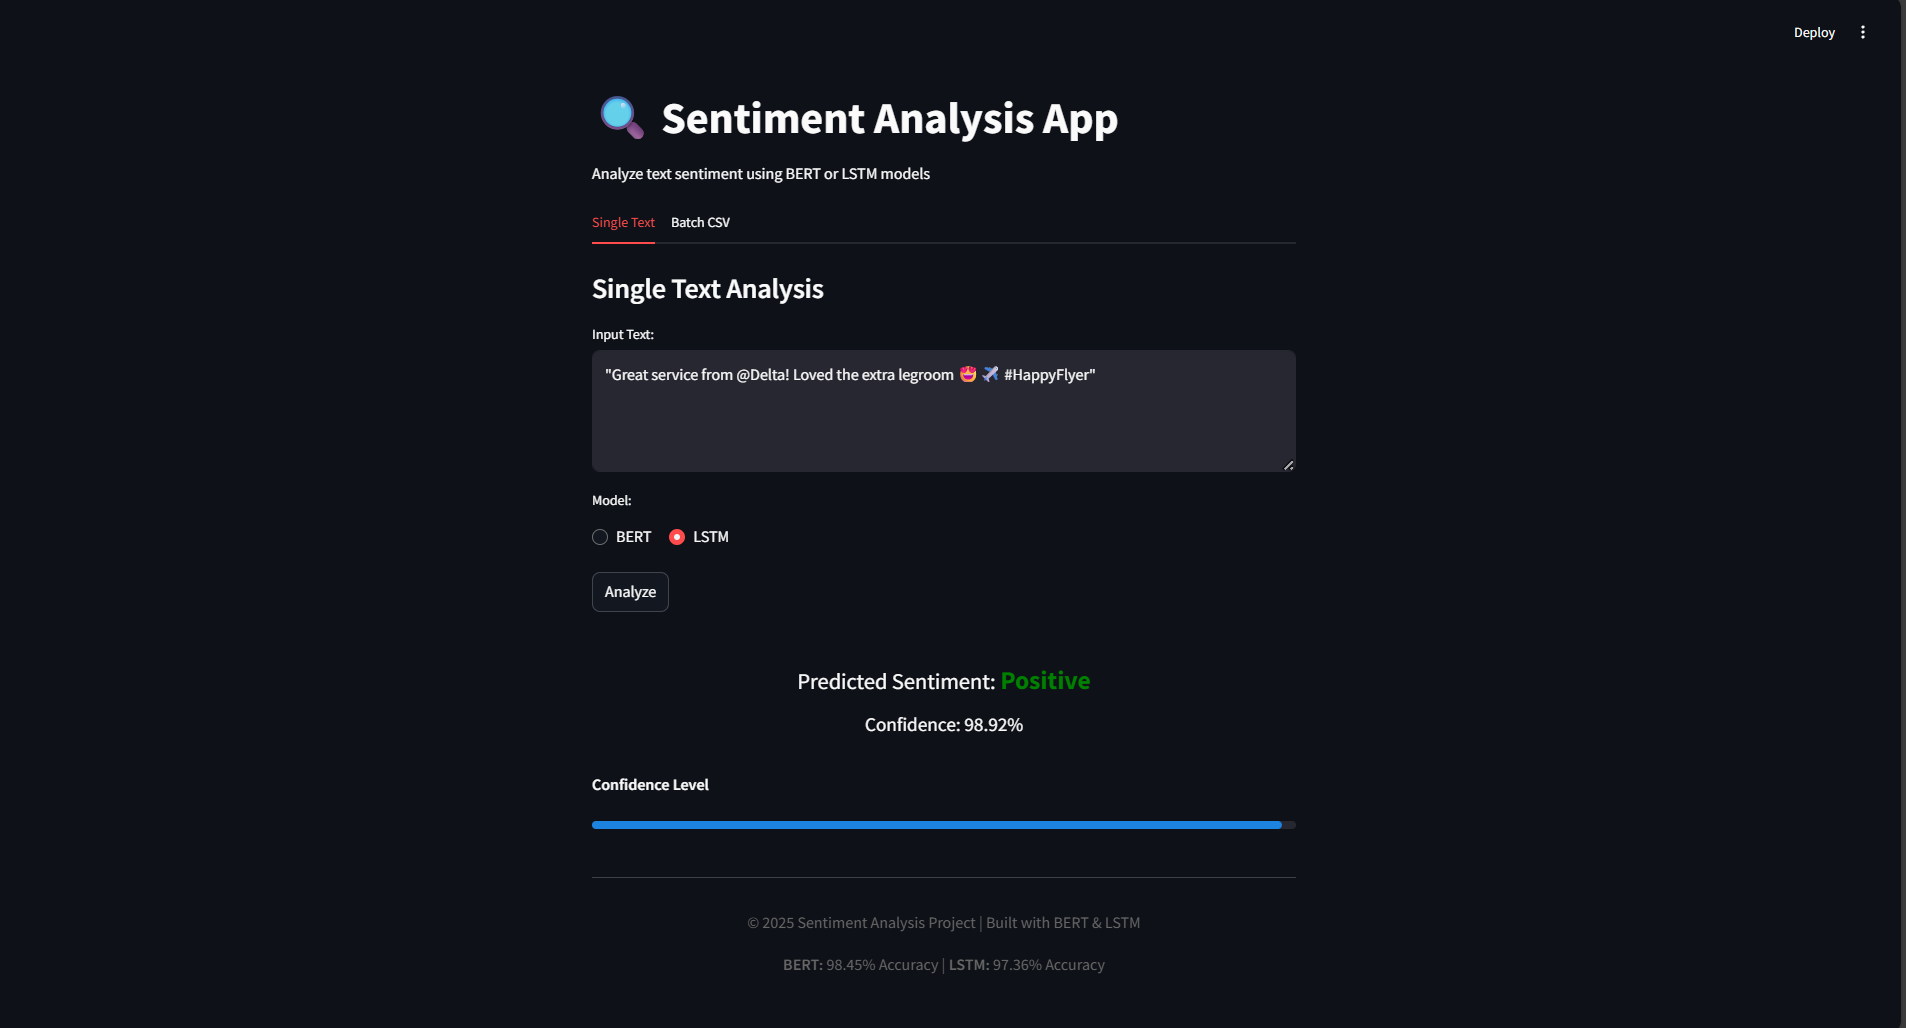 Deploy
Sentiment Analysis App
Analyze text sentiment using BERT or LSTM models
Single Text Batch CSV
Single Text Analysis
Input Text:
"Great service from @Delta! Loved the extra legroom 🤩 ✈️ #HappyFlyer"
Model:
BERT LSTM
Analyze
Predicted Sentiment: Positive
Confidence: 98.92%
Confidence Level
© 2025 Sentiment Analysis Project | Built with BERT & LSTM
BERT: 98.45% Accuracy | LSTM: 97.36% Accuracy